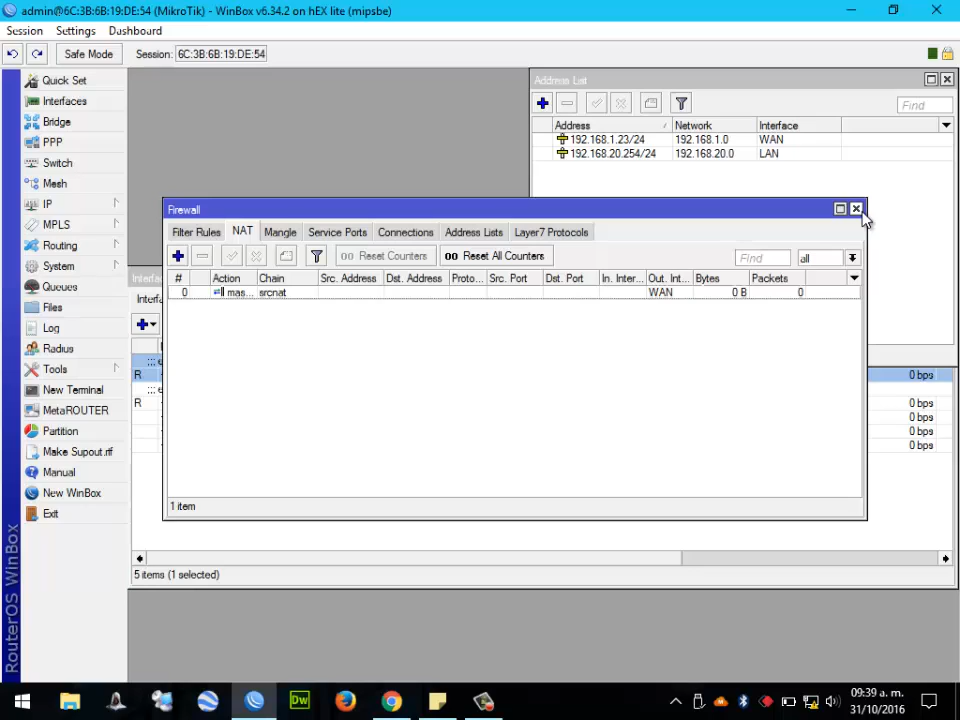 admin@6C:3B:6B:19:DE:54 (MikroTik) - WinBox v6.34.2 on hEX lite (mipsbe)
Session Settings Dashboard
Safe Mode Session: 6C:3B:6B:19:DE:54
Quick Set
Interfaces
Bridge
PPP
Switch
Mesh
IP
MPLS
Routing
System
Queues
Files
Log
Radius
Tools
New Terminal
MetaROUTER
Partition
Make Supout.rif
Manual
New WinBox
Exit
RouterOS WinBox
Address List
Find
Address Network Interface
192.168.1.23/24 192.168.1.0 WAN
192.168.20.254/24 192.168.20.0 LAN
Firewall
Filter Rules NAT Mangle Service Ports Connections Address Lists Layer7 Protocols
00 Reset Counters 00 Reset All Counters Find all
# Action Chain Src. Address Dst. Address Proto... Src. Port Dst. Port In. Inter... Out. Int... Bytes Packets
0 mas... srcnat WAN 0 B 0
1 item
Interfa
Interfa
::: e
R 0 bps
::: e
R 0 bps
0 bps
0 bps
0 bps
5 items (1 selected)
Dw
09:39 a. m.
31/10/2016